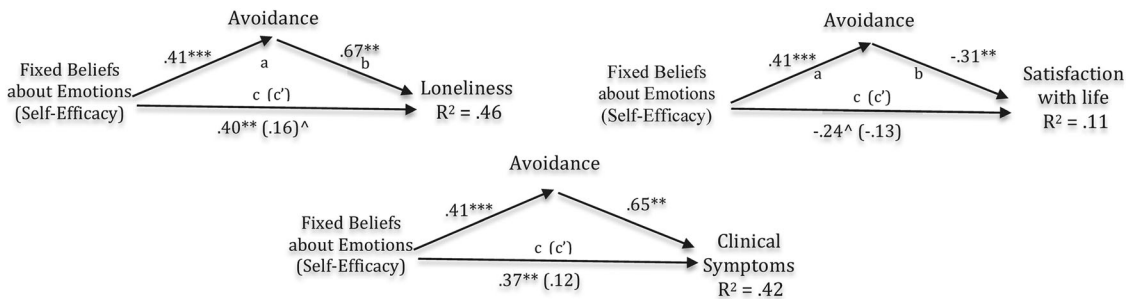 Avoidance
.41***
.67**
a
b
Fixed Beliefs
about Emotions
(Self-Efficacy)
c (c’)
.40** (.16)^
Loneliness
R² = .46
Avoidance
.41***
-.31**
a
b
Fixed Beliefs
about Emotions
(Self-Efficacy)
c (c’)
-.24^ (-.13)
Satisfaction
with life
R² = .11
Avoidance
.41***
.65**
Fixed Beliefs
about Emotions
(Self-Efficacy)
c (c’)
.37** (.12)
Clinical
Symptoms
R² = .42